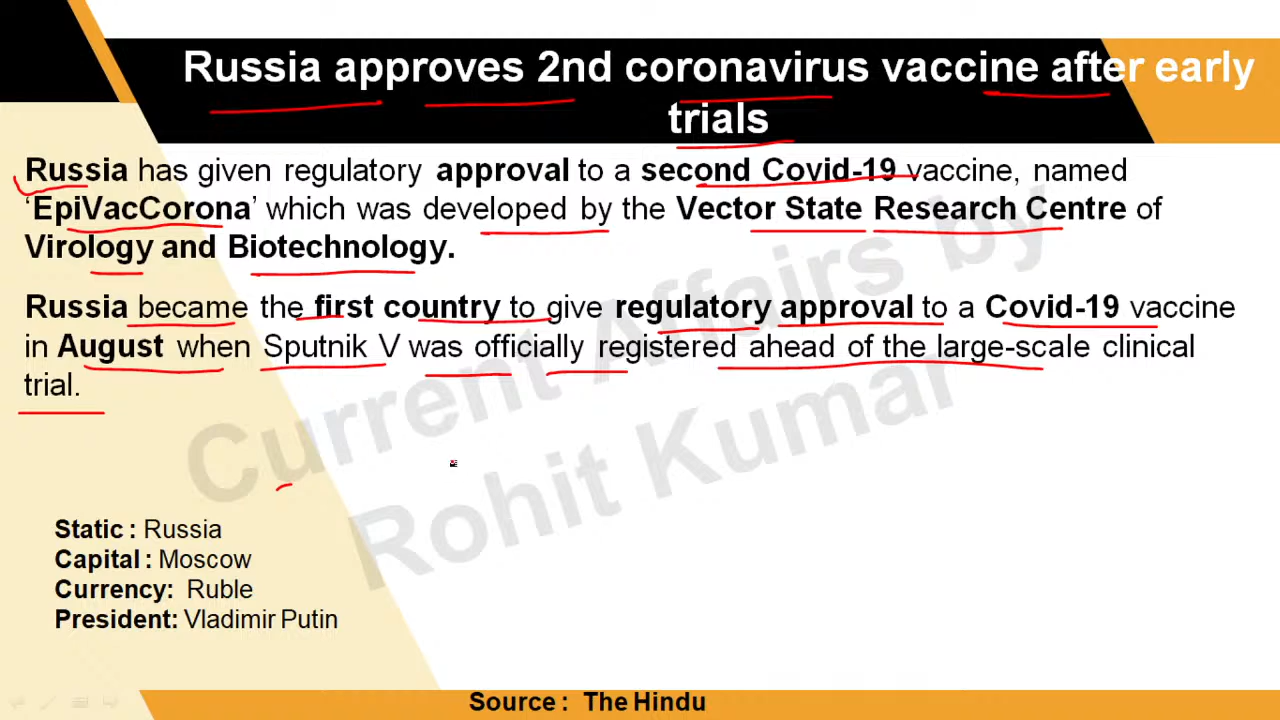 Russia approves 2nd coronavirus vaccine after early
trials
Russia has given regulatory approval to a second Covid-19 vaccine, named
‘EpiVacCorona’ which was developed by the Vector State Research Centre of
Virology and Biotechnology.
Russia became the first country to give regulatory approval to a Covid-19 vaccine
in August when Sputnik V was officially registered ahead of the large-scale clinical
trial.
Current Affairs by
Rohit Kumar
Static : Russia
Capital : Moscow
Currency: Ruble
President: Vladimir Putin
Source : The Hindu